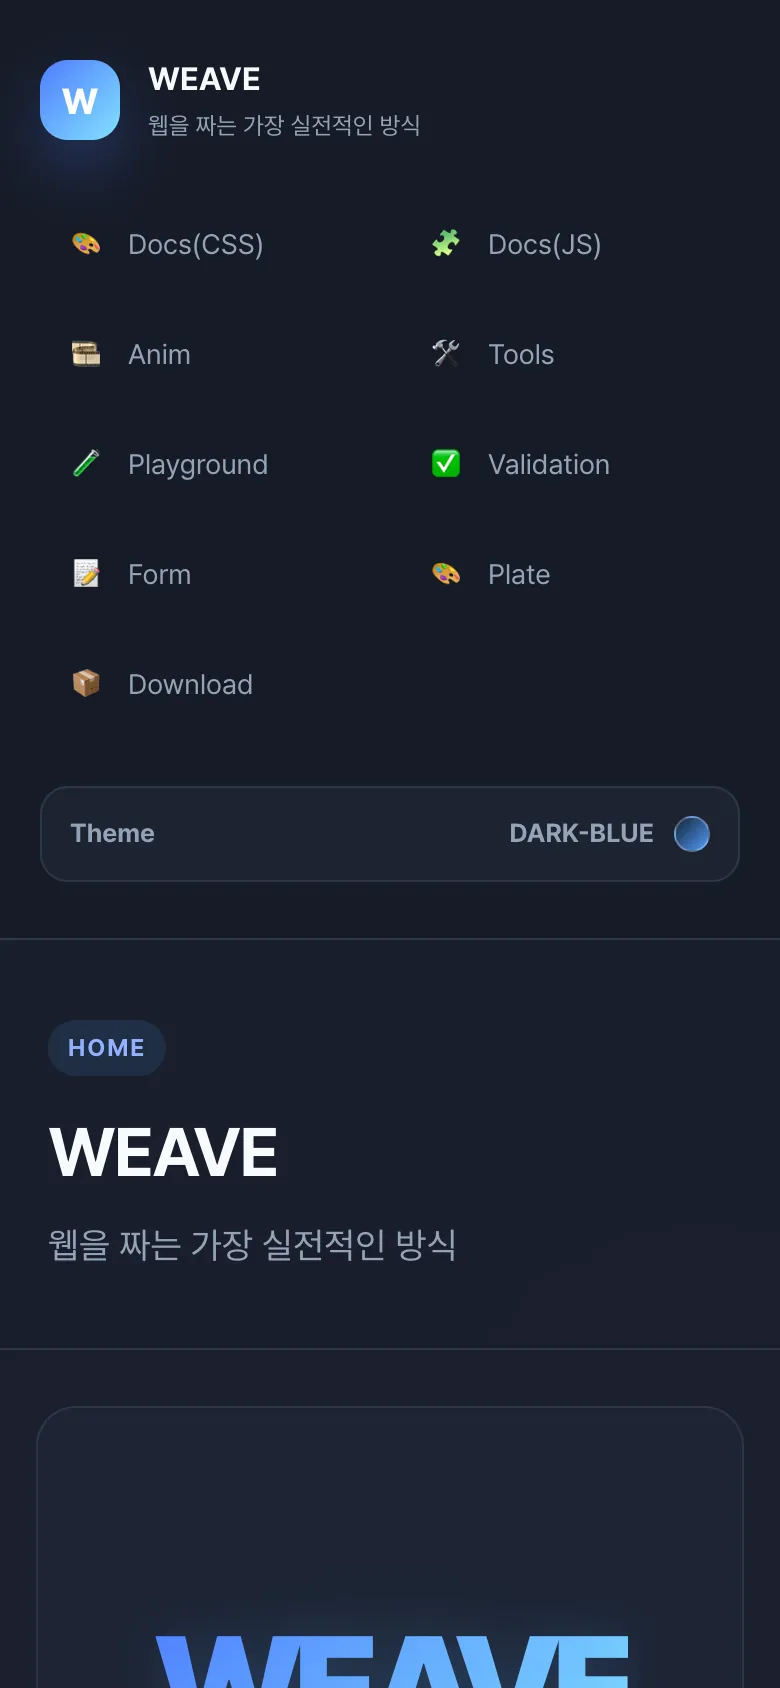 W
WEAVE
웹을 짜는 가장 실전적인 방식
Docs(CSS)
Docs(JS)
Anim
Tools
Playground
Validation
Form
Plate
Download
Theme
DARK-BLUE
HOME
WEAVE
웹을 짜는 가장 실전적인 방식
WEAVE